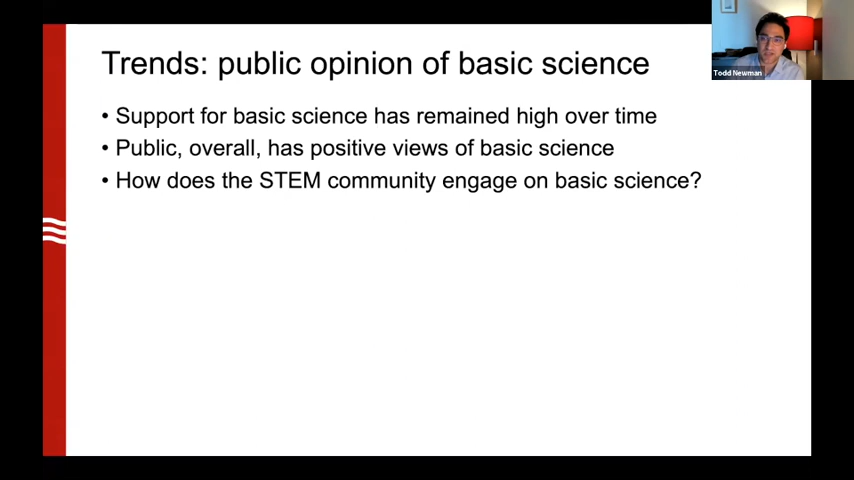 Trends: public opinion of basic science
• Support for basic science has remained high over time
• Public, overall, has positive views of basic science
• How does the STEM community engage on basic science?
Todd Newman